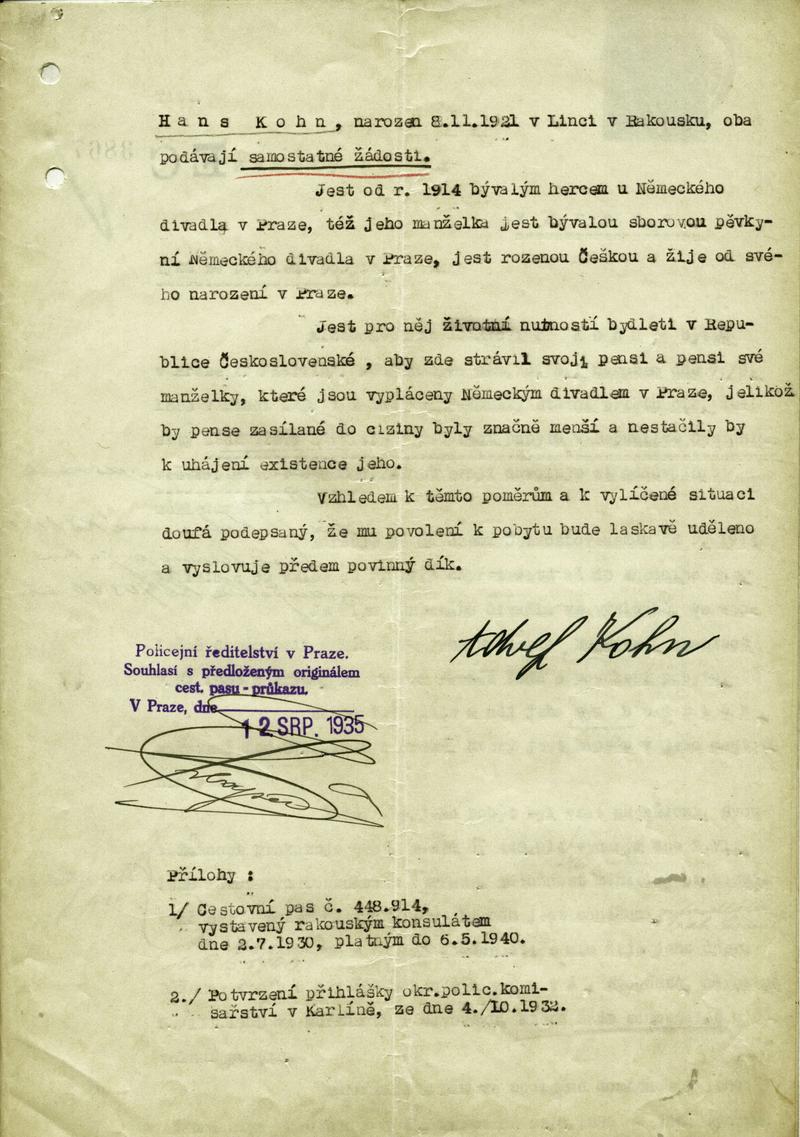 Hans Kohn, narozen 8.11.1921 v Linci v Rakousku, oba
podávají samostatné žádosti.
Jest od r. 1914 bývalým hercem u Německého
divadla v Praze, též jeho manželka jest bývalou sborovou pěvky-
ní Německého divadla v Praze, jest rozenou Češkou a žije od své-
ho narození v Praze.
Jest pro něj životní nutností bydleti v Repu-
blice Československé , aby zde strávil svoji pensi a pensi své
manželky, které jsou vypláceny Německým divadlem v Praze, jelikož
by pense zasílané do ciziny byly značně menší a nestačily by
k uhájení existence jeho.
Vzhledem k těmto poměrům a k vylíčené situaci
doufá podepsaný, že mu povolení k pobytu bude laskavě uděleno
a vyslovuje předem povinný dík.
Adolf Kohn
Policejní ředitelství v Praze.
Souhlasí s předloženým originálem
cest. pasu - průkazu.
V Praze, dne
12 SRP. 1935
Přílohy :
1/ Cestovní pas č. 448.914,
vystavený rakouským konsulátem
dne 2.7.1930, platným do 6.5.1940.
2./ Potvrzení přihlášky okr.polic.komi-
sařství v Karlíně, ze dne 4./10.1932.